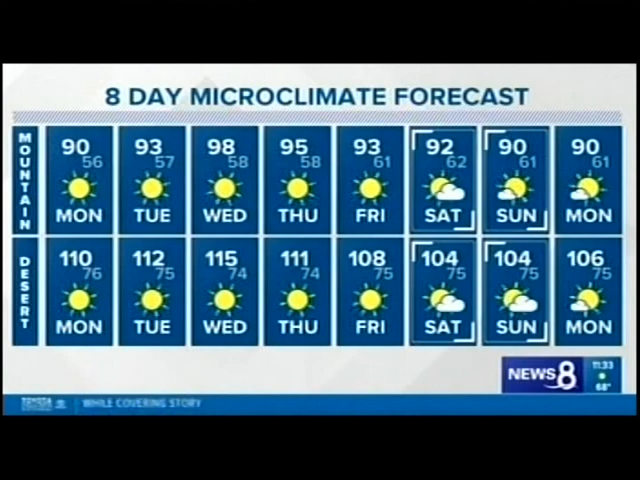 8 DAY MICROCLIMATE FORECAST
MOUNTAIN
90 56 93 57 98 58 95 58 93 61 92 62 90 61 90 61
MON TUE WED THU FRI SAT SUN MON
DESERT
110 76 112 75 115 74 111 74 108 75 104 75 104 75 106 75
MON TUE WED THU FRI SAT SUN MON
NEWS 8 11:33
68°
TOYOTA WHILE COVERING STORY